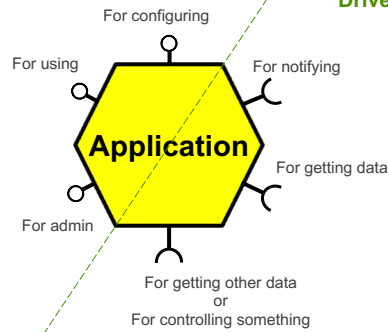 Drive
For configuring
For using
For notifying
Application
For getting data
For admin
For getting other data
or
For controlling something